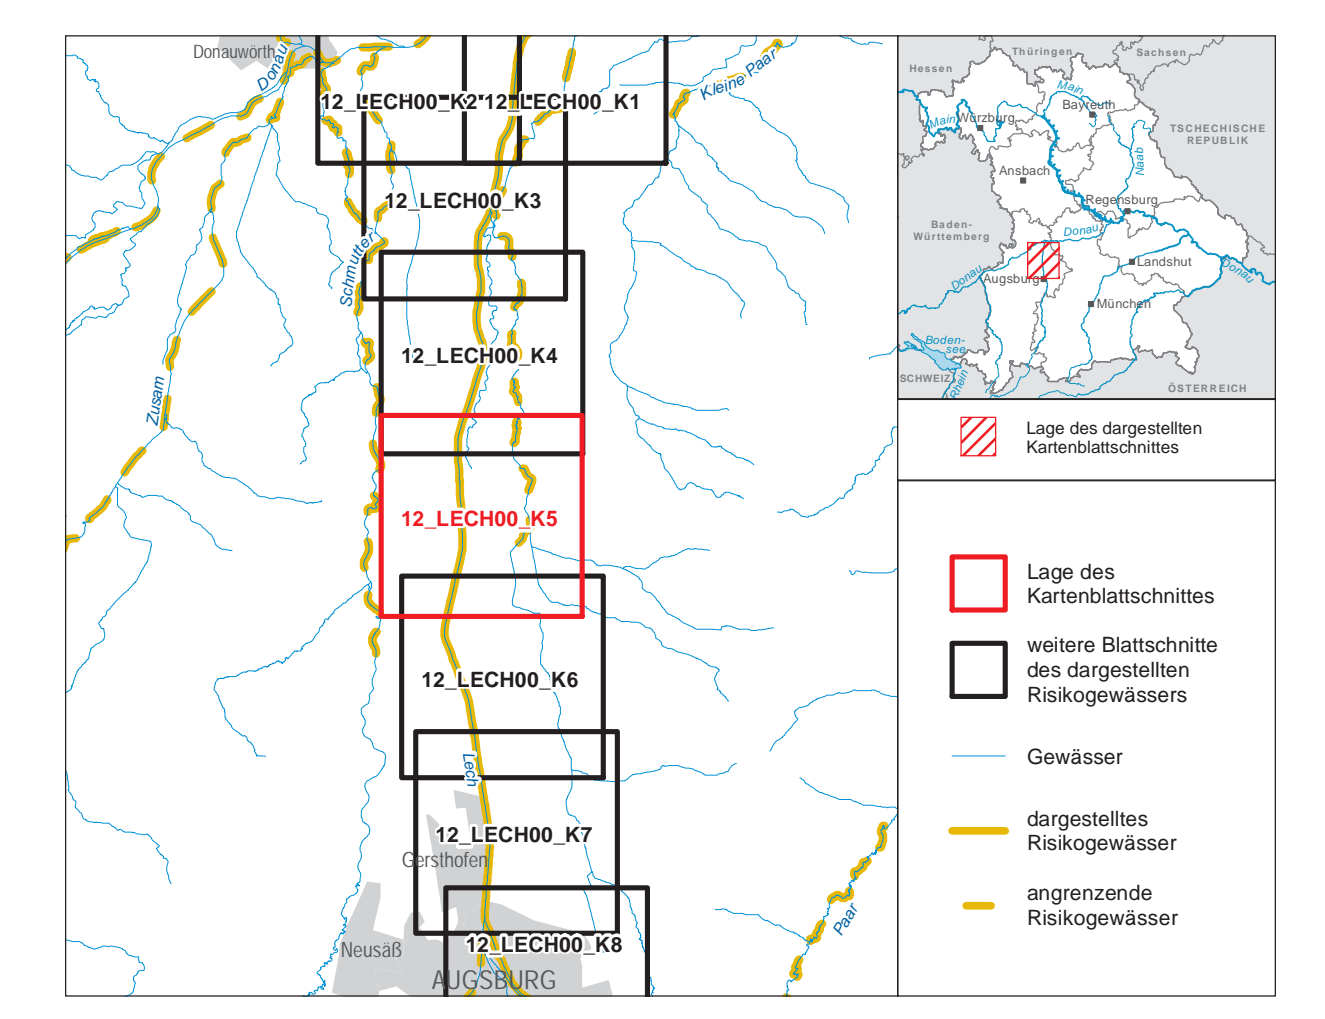 Donauwörth
Donau
Kleine Paar
12_LECH00_K2
12_LECH00_K1
12_LECH00_K3
Schmutter
12_LECH00_K4
Zusam
12_LECH00_K5
12_LECH00_K6
Lech
12_LECH00_K7
Gersthofen
Paar
12_LECH00_K8
Neusäß
AUGSBURG
Thüringen
Sachsen
Hessen
Main
Bayreuth
Main
Würzburg
TSCHECHISCHE
REPUBLIK
Naab
Ansbach
Regensburg
Baden-
Württemberg
Donau
Landshut
Donau
Donau
Augsburg
München
Boden-
see
SCHWEIZ
Rhein
ÖSTERREICH
Lage des dargestellten
Kartenblattschnittes
Lage des
Kartenblattschnittes
weitere Blattschnitte
des dargestellten
Risikogewässers
Gewässer
dargestelltes
Risikogewässer
angrenzende
Risikogewässer